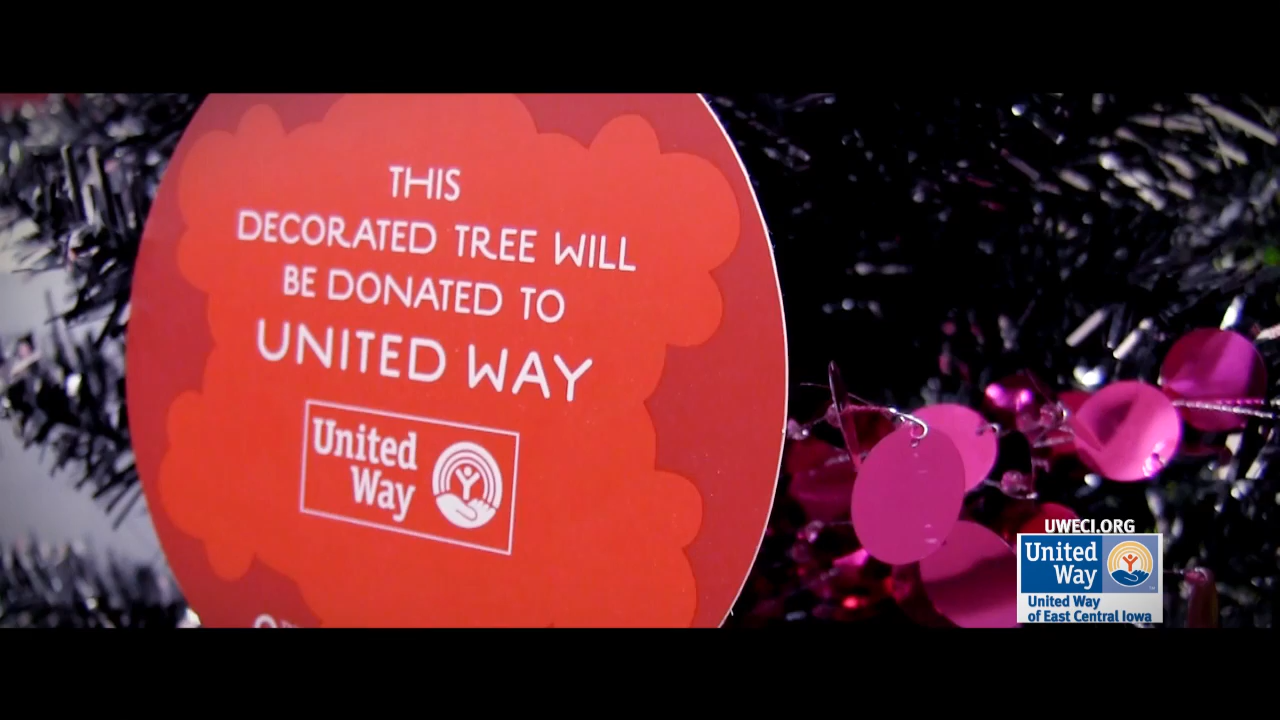 THIS
DECORATED TREE WILL
BE DONATED TO
UNITED WAY
United
Way
UWECI.ORG
United
Way
United Way
of East Central Iowa